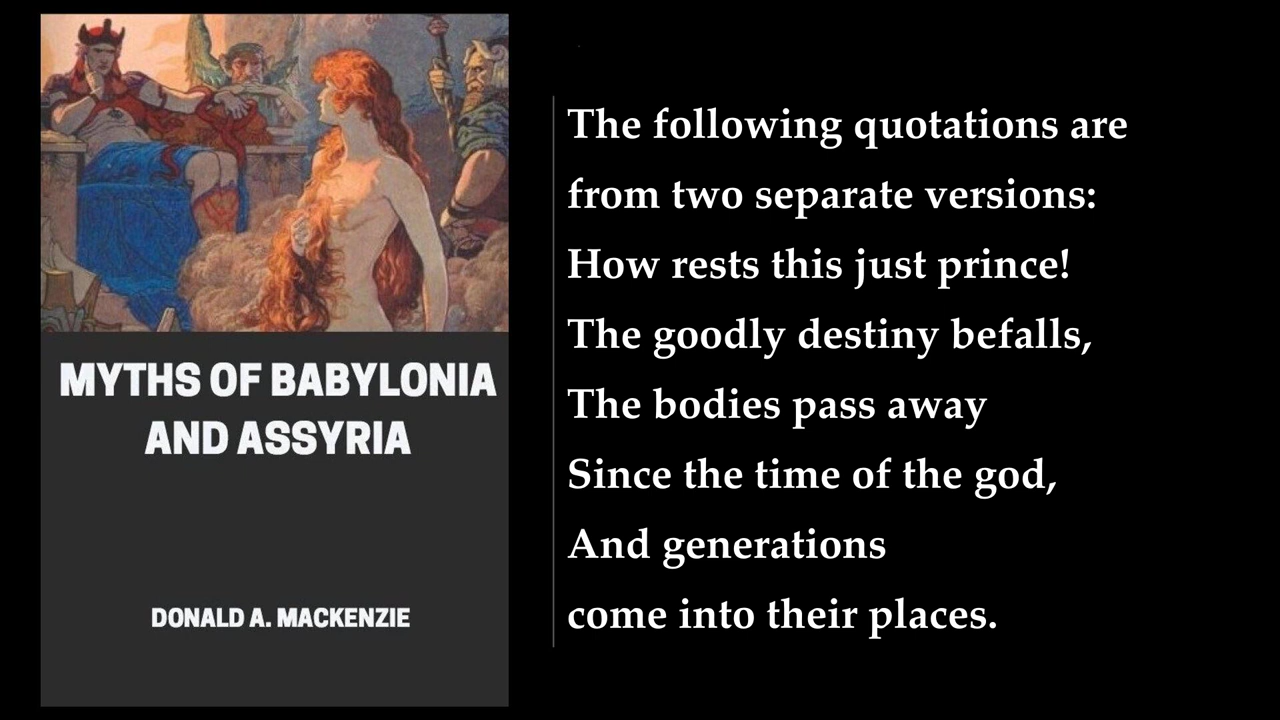 MYTHS OF BABYLONIA
AND ASSYRIA
DONALD A. MACKENZIE
The following quotations are
from two separate versions:
How rests this just prince!
The goodly destiny befalls,
The bodies pass away
Since the time of the god,
And generations
come into their places.